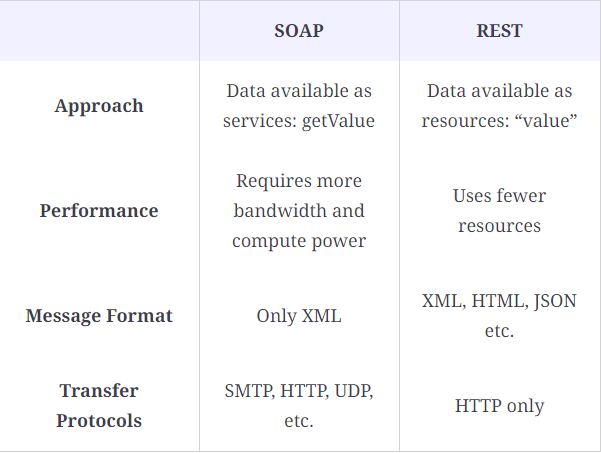 SOAP REST
Approach
Data available as
services: getValue
Data available as
resources: “value”
Performance
Requires more
bandwidth and
compute power
Uses fewer
resources
Message Format
Only XML
XML, HTML, JSON
etc.
Transfer
Protocols
SMTP, HTTP, UDP,
etc.
HTTP only